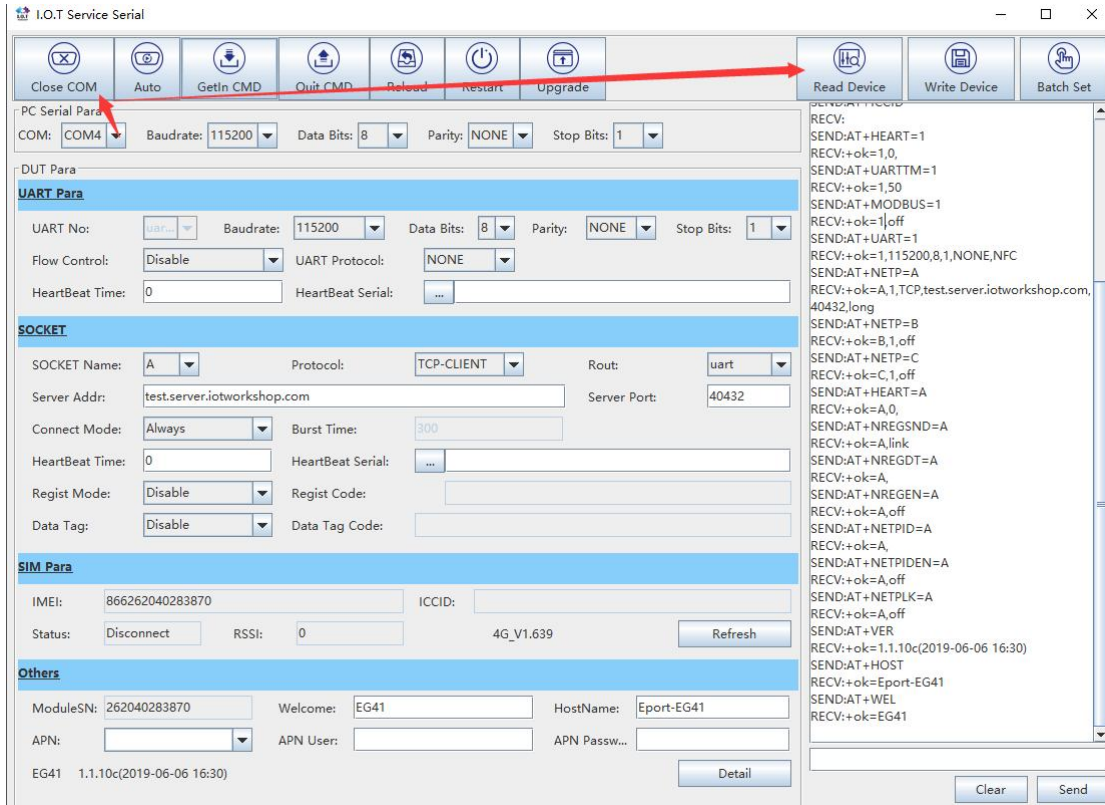 I.O.T Service Serial
Close COM Auto GetIn CMD Quit CMD Reload Restart Upgrade Read Device Write Device Batch Set
PC Serial Para
COM: COM4 Baudrate: 115200 Data Bits: 8 Parity: NONE Stop Bits: 1
DUT Para
UART Para
UART No: uar... Baudrate: 115200 Data Bits: 8 Parity: NONE Stop Bits: 1
Flow Control: Disable UART Protocol: NONE
HeartBeat Time: 0 HeartBeat Serial: ...
SOCKET
SOCKET Name: A Protocol: TCP-CLIENT Rout: uart
Server Addr: test.server.iotworkshop.com Server Port: 40432
Connect Mode: Always Burst Time: 300
HeartBeat Time: 0 HeartBeat Serial: ...
Regist Mode: Disable Regist Code:
Data Tag: Disable Data Tag Code:
SIM Para
IMEI: 866262040283870 ICCID:
Status: Disconnect RSSI: 0 4G_V1.639 Refresh
Others
ModuleSN: 262040283870 Welcome: EG41 HostName: Eport-EG41
APN: APN User: APN Passw...
EG41 1.1.10c(2019-06-06 16:30) Detail
SEND:AT+ICCID
RECV:
SEND:AT+HEART=1
RECV:+ok=1,0,
SEND:AT+UARTTM=1
RECV:+ok=1,50
SEND:AT+MODBUS=1
RECV:+ok=1,off
SEND:AT+UART=1
RECV:+ok=1,115200,8,1,NONE,NFC
SEND:AT+NETP=A
RECV:+ok=A,1,TCP,test.server.iotworkshop.com,
40432,long
SEND:AT+NETP=B
RECV:+ok=B,1,off
SEND:AT+NETP=C
RECV:+ok=C,1,off
SEND:AT+HEART=A
RECV:+ok=A,0,
SEND:AT+NREGSND=A
RECV:+ok=A,link
SEND:AT+NREGDT=A
RECV:+ok=A,
SEND:AT+NREGEN=A
RECV:+ok=A,off
SEND:AT+NETPID=A
RECV:+ok=A,
SEND:AT+NETPIDEN=A
RECV:+ok=A,off
SEND:AT+NETPLK=A
RECV:+ok=A,off
SEND:AT+VER
RECV:+ok=1.1.10c(2019-06-06 16:30)
SEND:AT+HOST
RECV:+ok=Eport-EG41
SEND:AT+WEL
RECV:+ok=EG41
Clear Send